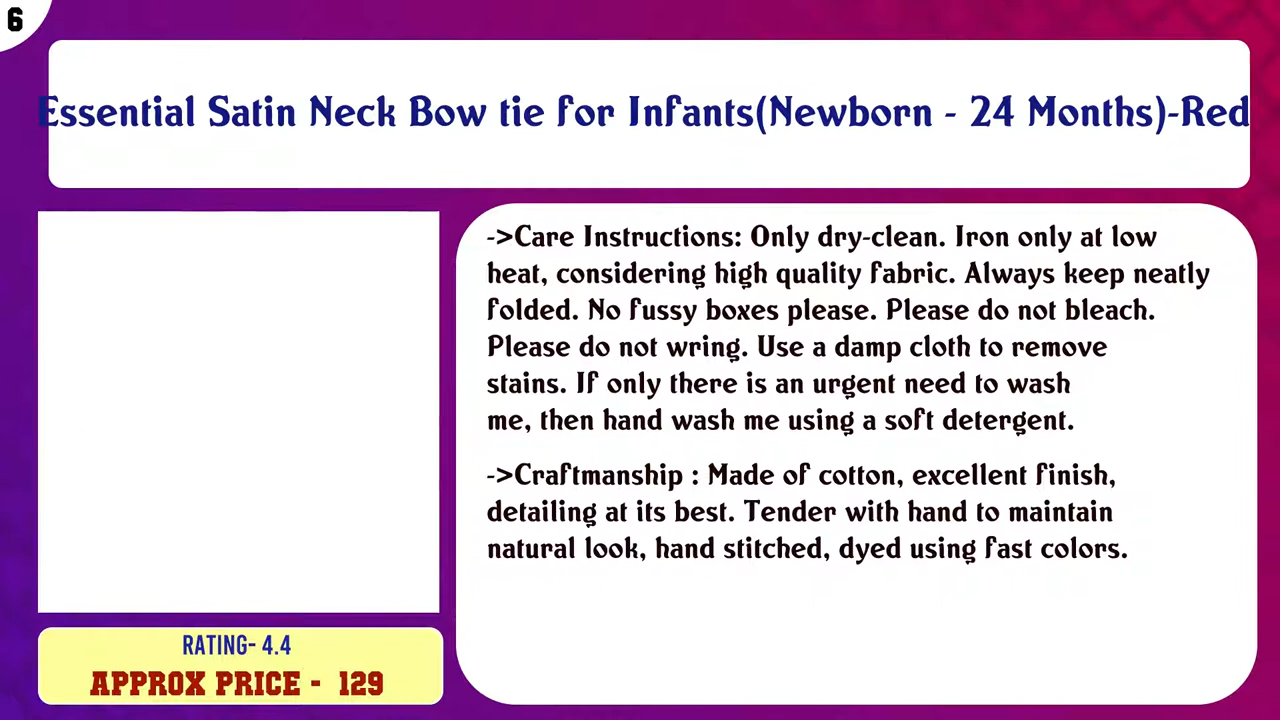 6
Essential Satin Neck Bow tie for Infants(Newborn - 24 Months)-Red
->Care Instructions: Only dry-clean. Iron only at low
heat, considering high quality fabric. Always keep neatly
folded. No fussy boxes please. Please do not bleach.
Please do not wring. Use a damp cloth to remove
stains. If only there is an urgent need to wash
me, then hand wash me using a soft detergent.
->Craftmanship : Made of cotton, excellent finish,
detailing at its best. Tender with hand to maintain
natural look, hand stitched, dyed using fast colors.
RATING- 4.4
APPROX PRICE - 129